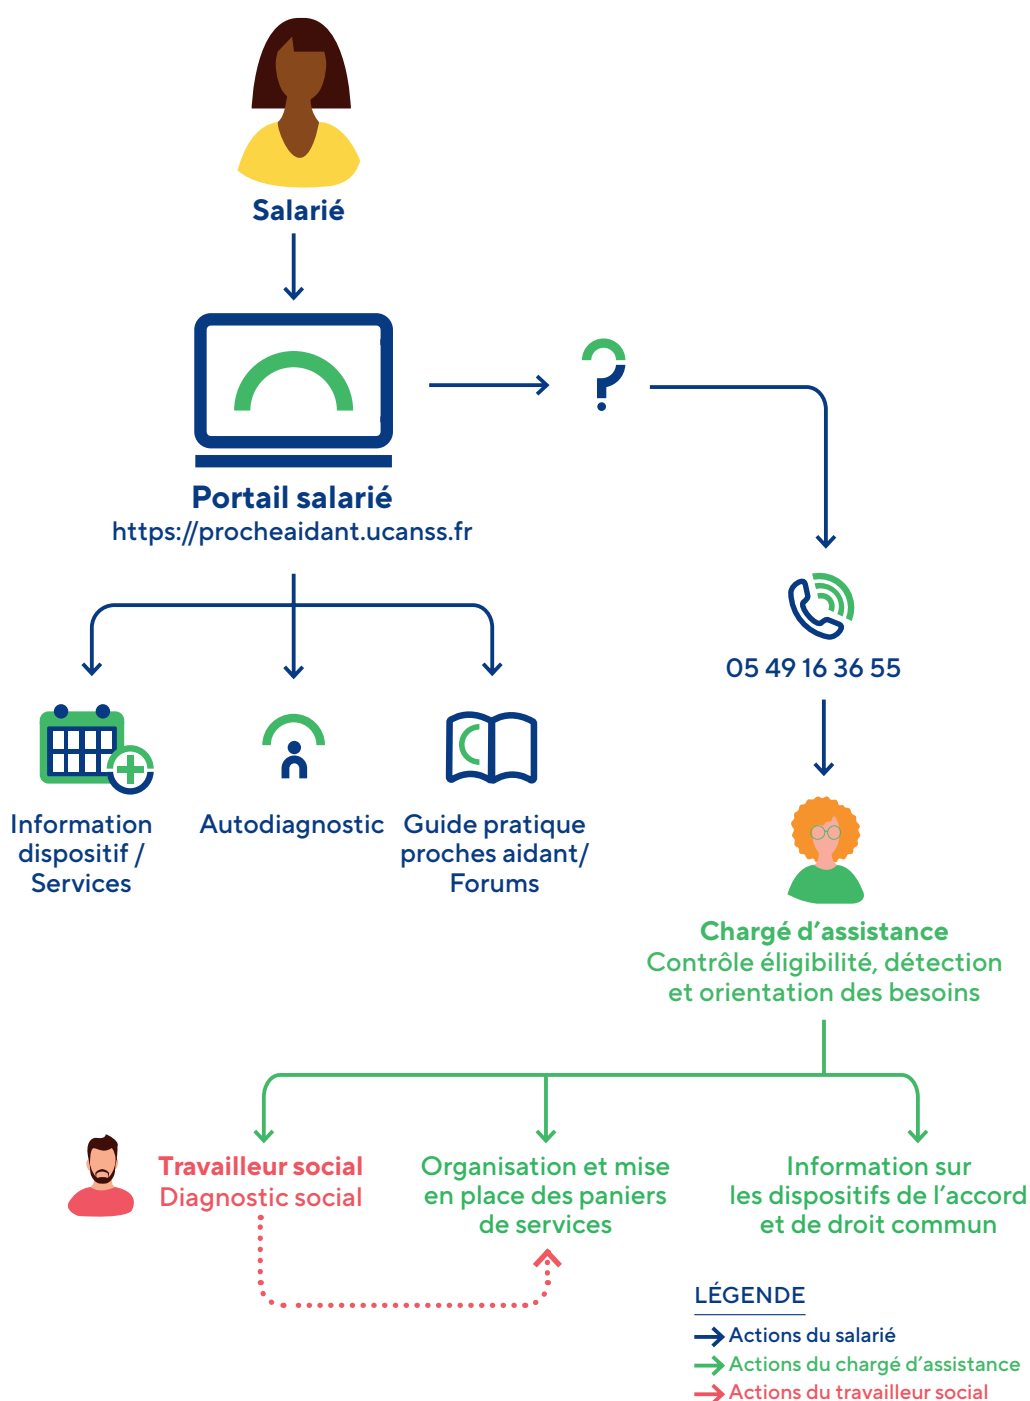 Salarié
Portail salarié
https://procheaidant.ucanss.fr
05 49 16 36 55
Information
dispositif /
Services
Autodiagnostic
Guide pratique
proches aidant/
Forums
Chargé d’assistance
Contrôle éligibilité, détection
et orientation des besoins
Travailleur social
Diagnostic social
Organisation et mise
en place des paniers
de services
Information sur
les dispositifs de l’accord
et de droit commun
LÉGENDE
Actions du salarié
Actions du chargé d’assistance
Actions du travailleur social